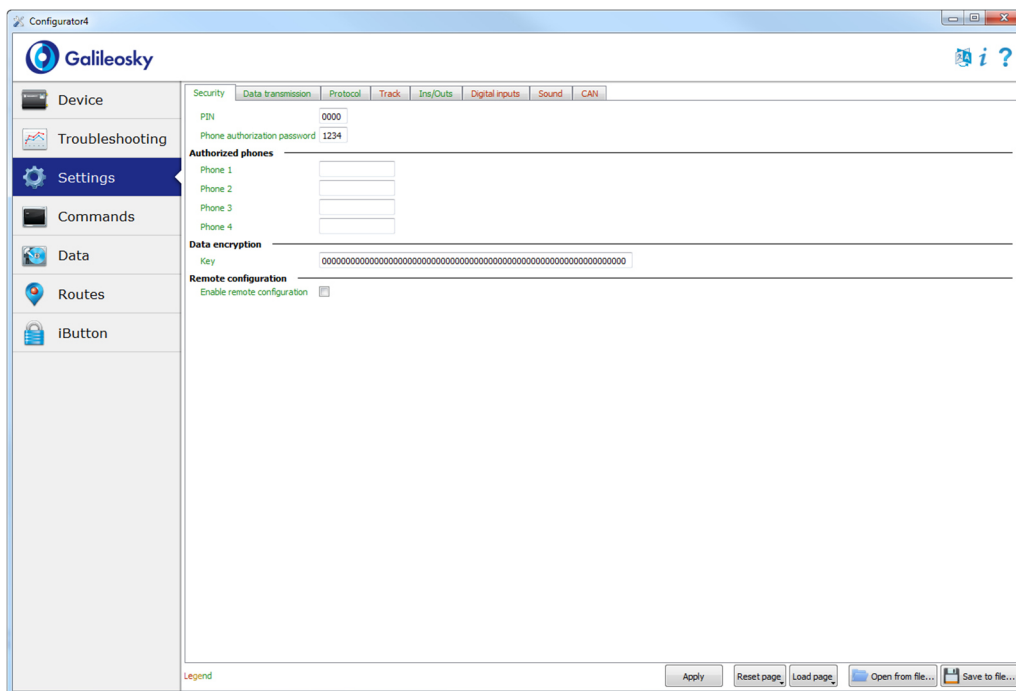 Configurator4
Galileosky
Device
Troubleshooting
Settings
Commands
Data
Routes
iButton
Security Data transmission Protocol Track Ins/Outs Digital inputs Sound CAN
PIN 0000
Phone authorization password 1234
Authorized phones
Phone 1
Phone 2
Phone 3
Phone 4
Data encryption
Key 0000000000000000000000000000000000000000000000000000000000000000
Remote configuration
Enable remote configuration
Legend
Apply Reset page Load page Open from file... Save to file...